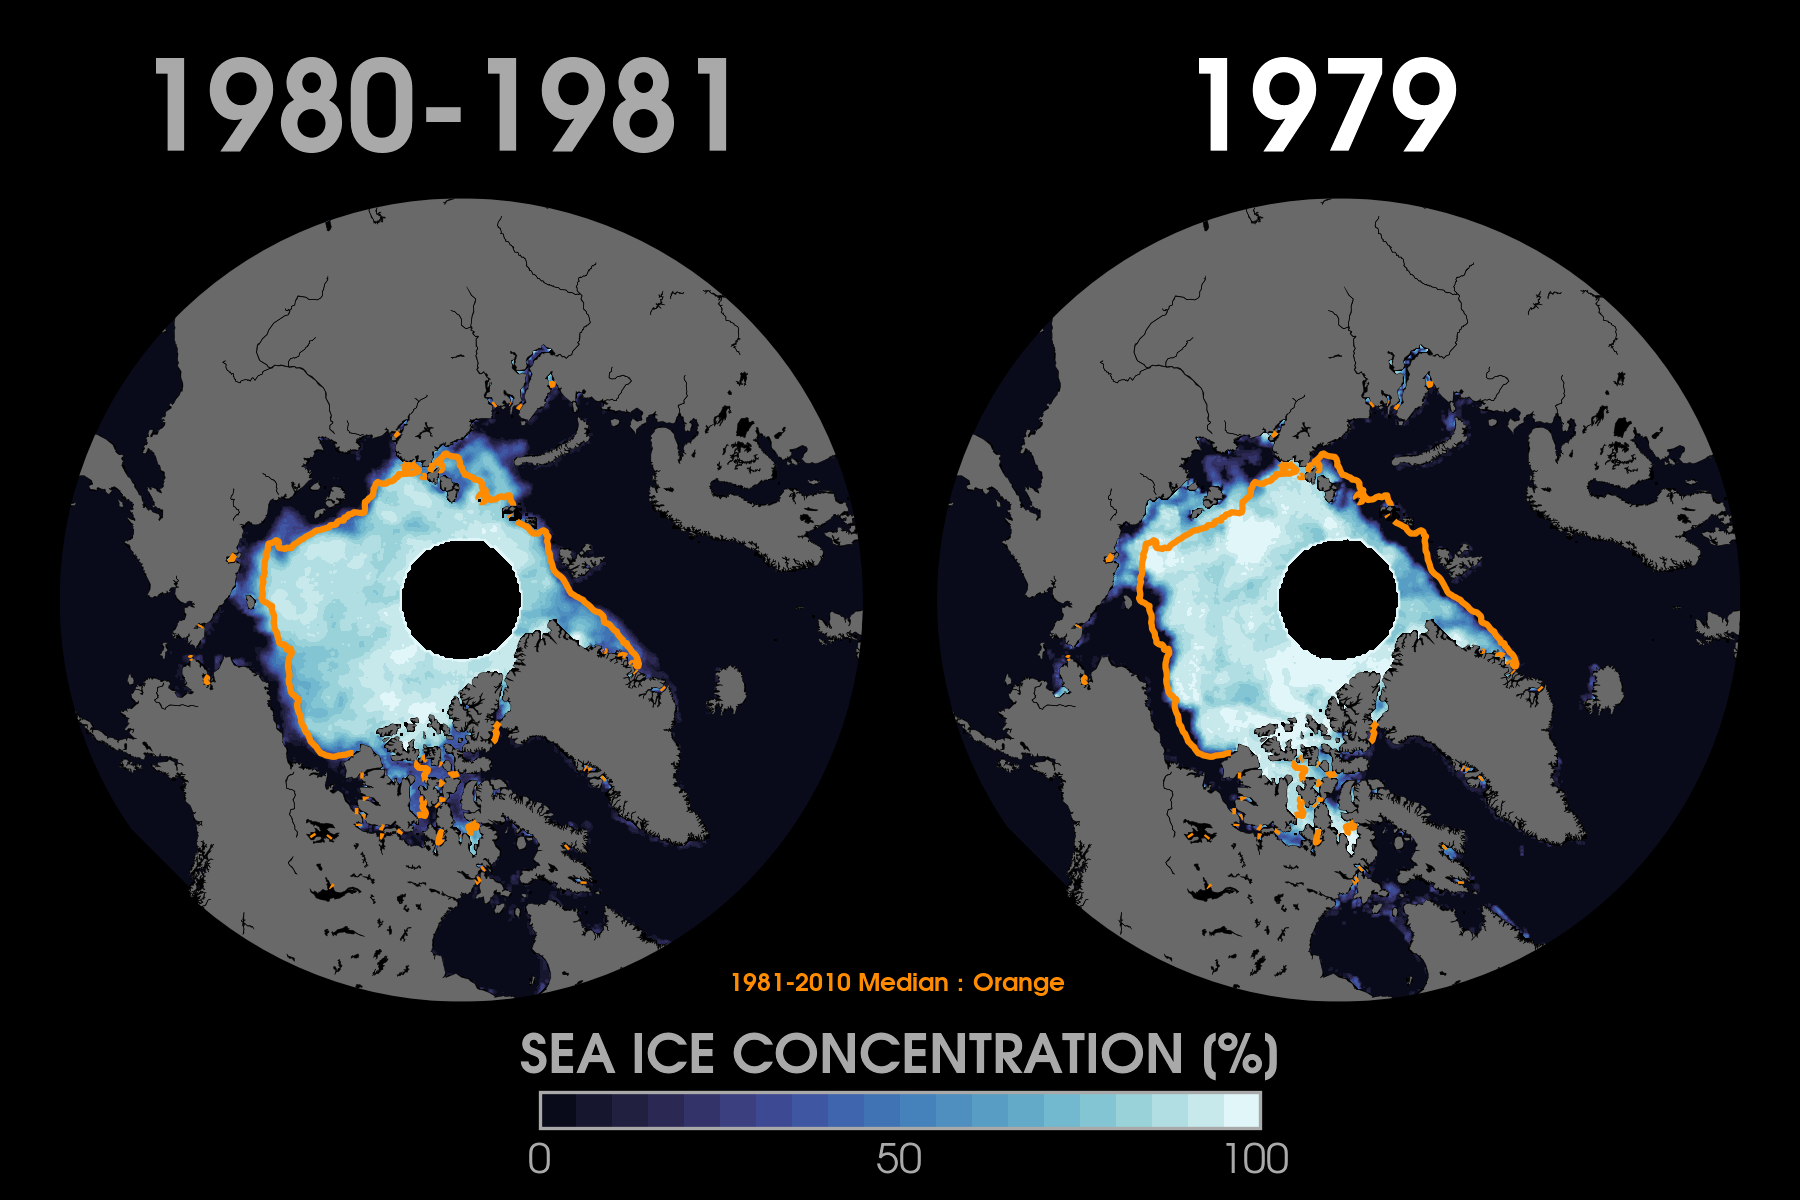 1980-1981
1979
1981-2010 Median : Orange
SEA ICE CONCENTRATION (%)
0 50 100